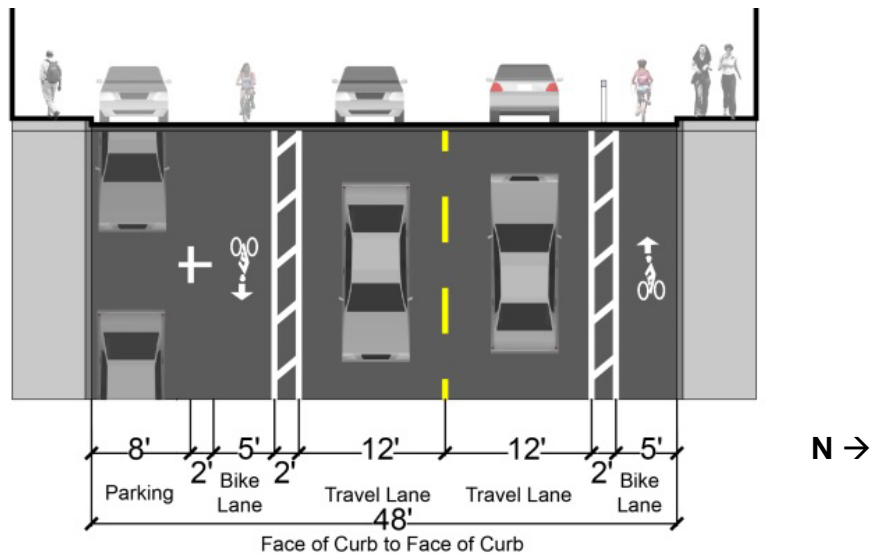 8' 2' 5' 2' 12' 12' 2' 5'
Parking Bike Lane Travel Lane Travel Lane Bike Lane
48'
Face of Curb to Face of Curb
N →